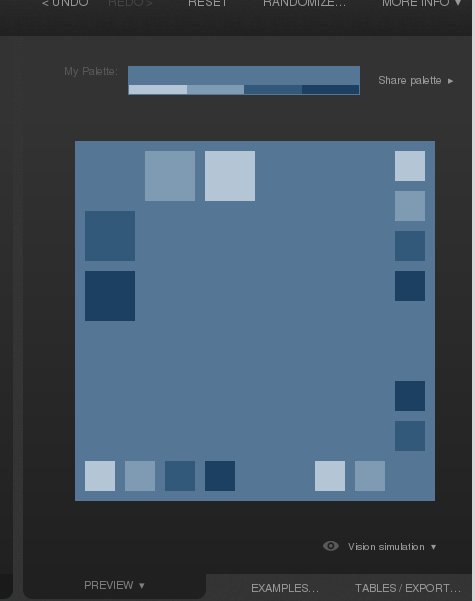 < UNDO REDO > RESET RANDOMIZE... MORE INFO ▼
My Palette:
Share palette ►
Vision simulation ▼
PREVIEW ▼ EXAMPLES... TABLES / EXPORT...